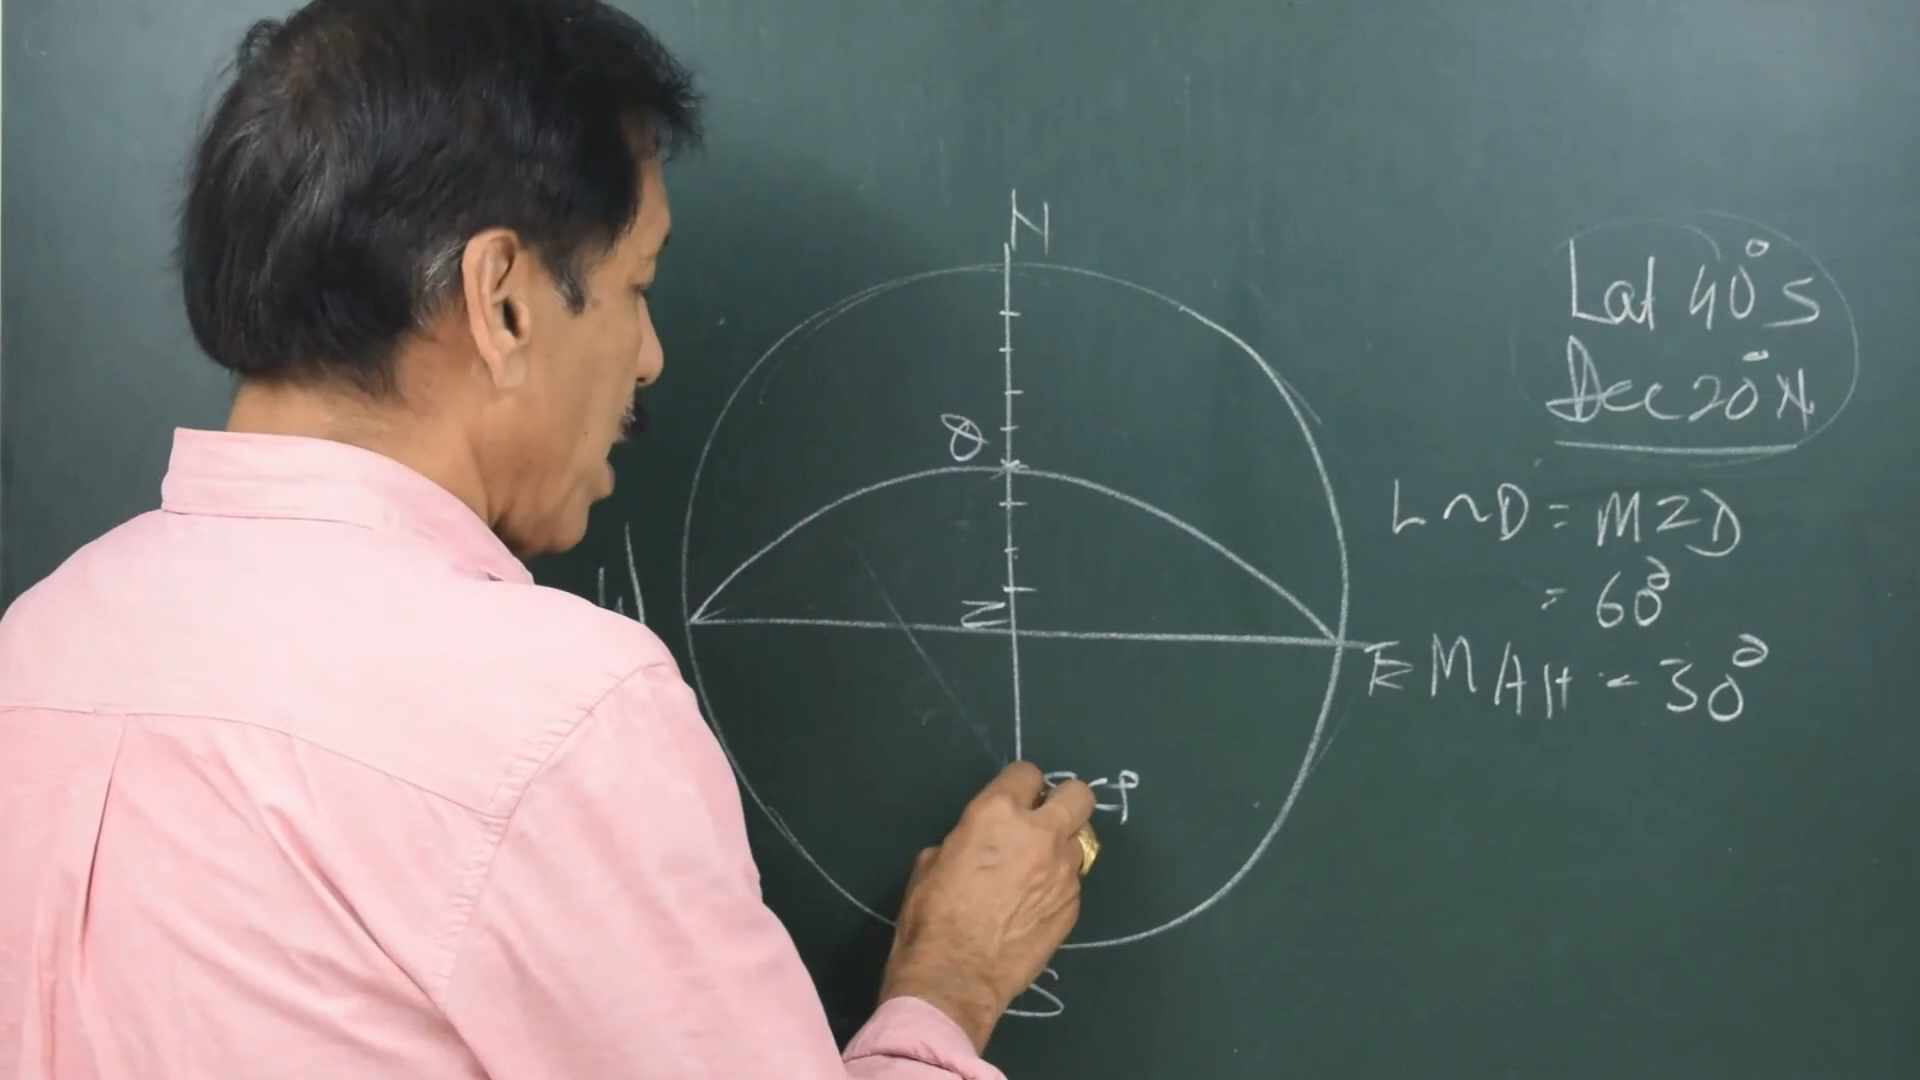 N
Lat 40° S
Dec 20° N
Q
L ~ D = MZD
= 60°
W
Z
E
MAH = 30°
S